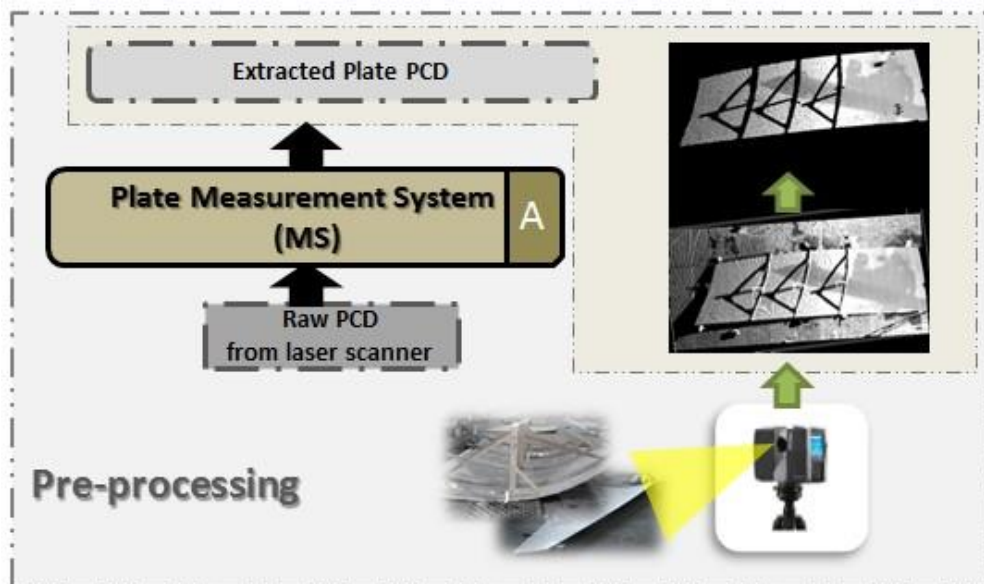 Extracted Plate PCD
Plate Measurement System
(MS)
A
Raw PCD
from laser scanner
Pre-processing